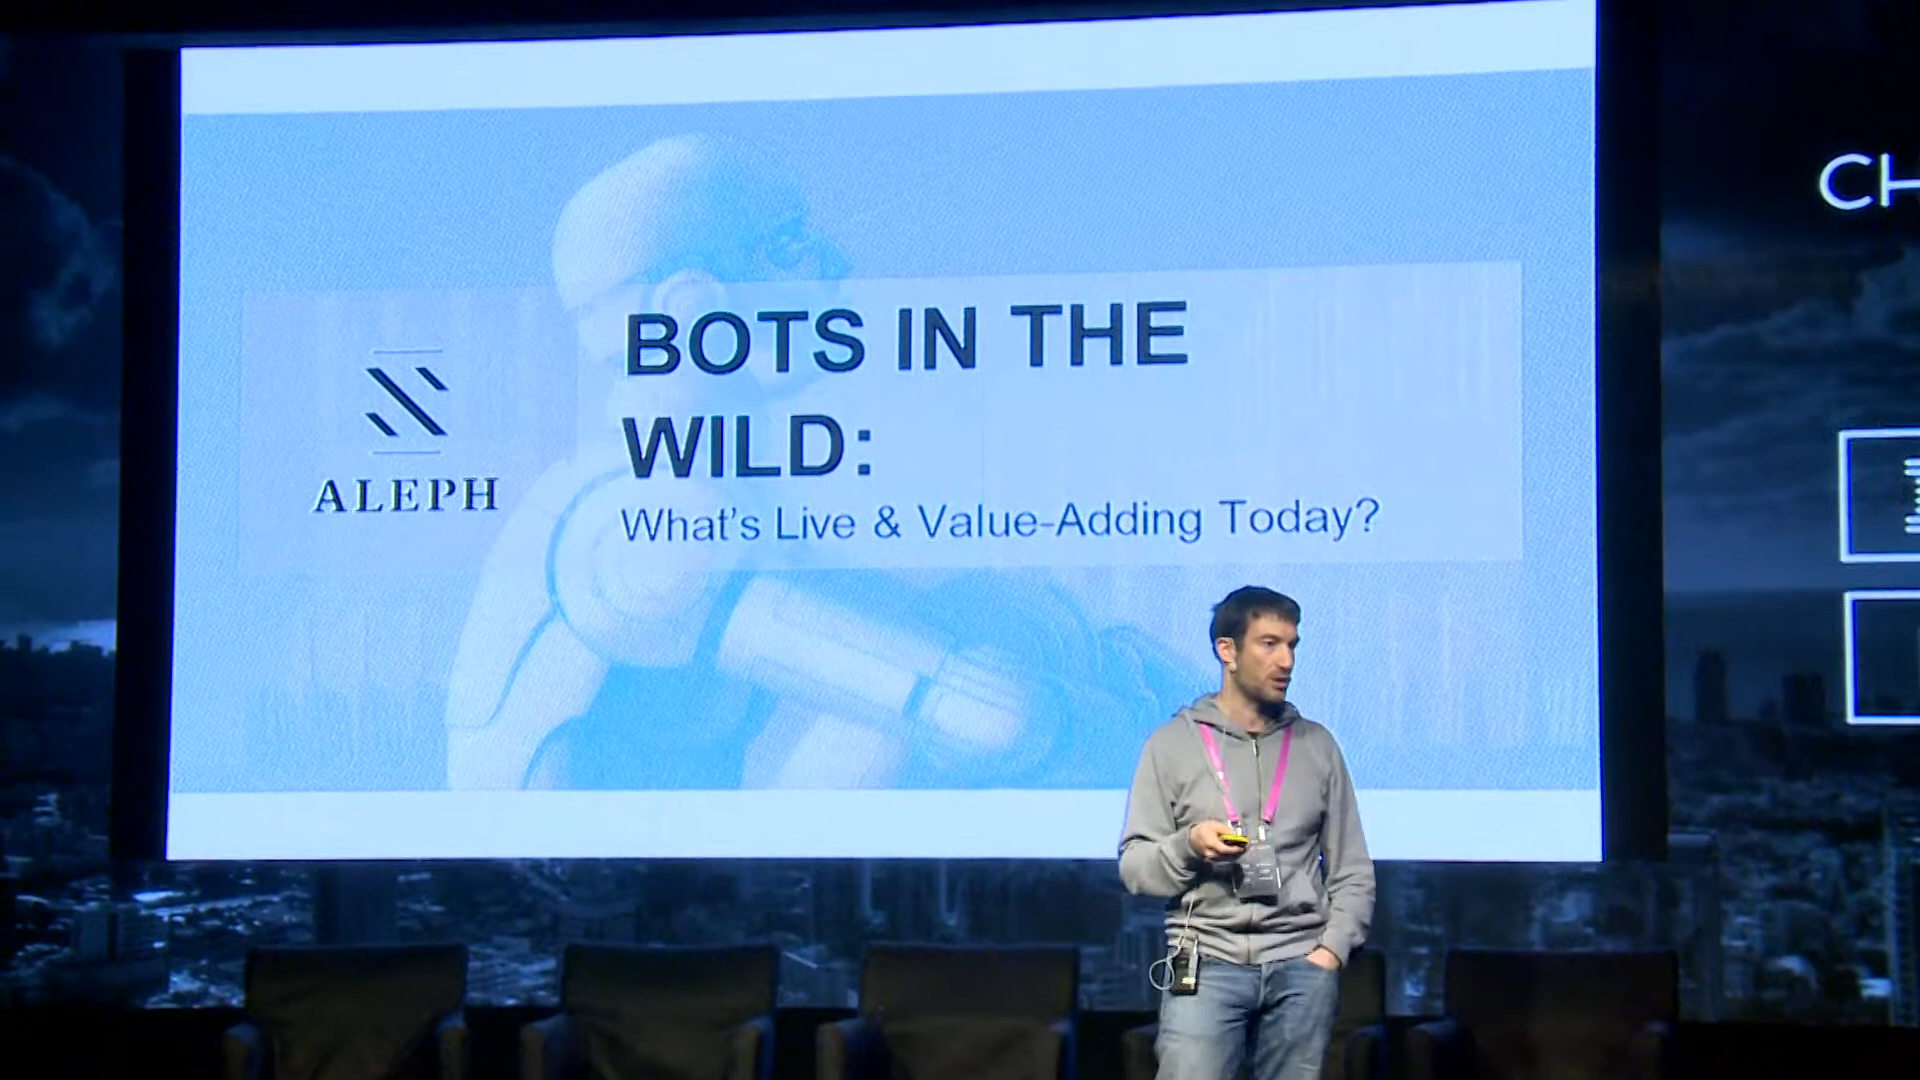 BOTS IN THE
WILD:
What's Live & Value-Adding Today?
ALEPH
CH